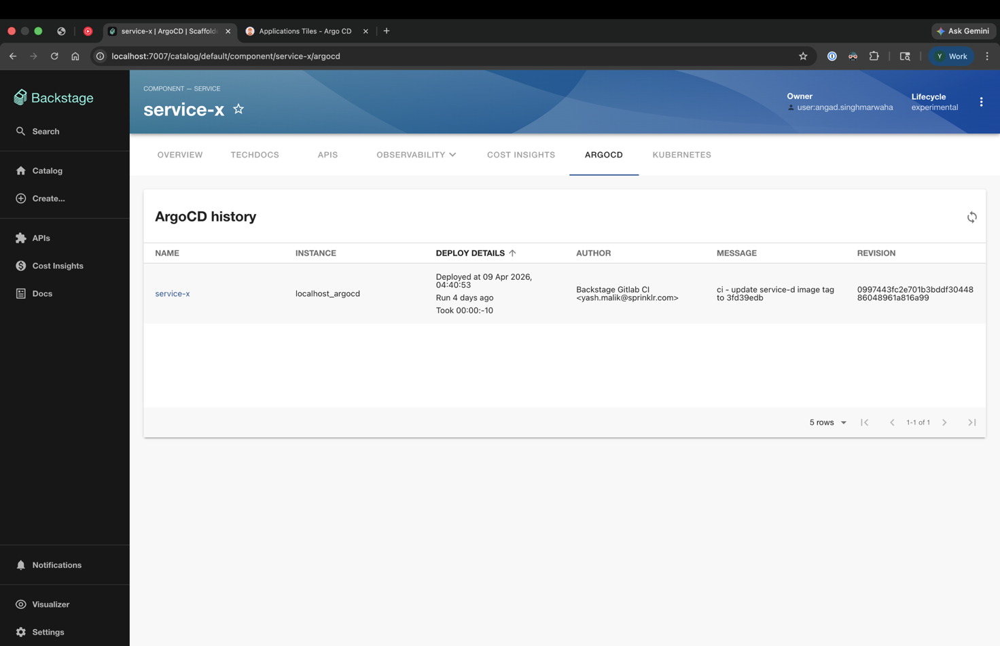 service-x | ArgoCD | Scaffold
Applications Tiles - Argo CD
Ask Gemini
localhost:7007/catalog/default/component/service-x/argocd
Y Work
Backstage
Search
Catalog
Create...
APIs
Cost Insights
Docs
Notifications
Visualizer
Settings
COMPONENT — SERVICE
service-x
Owner
user:angad.singhmarwaha
Lifecycle
experimental
OVERVIEW TECHDOCS APIS OBSERVABILITY COST INSIGHTS ARGOCD KUBERNETES
ArgoCD history
NAME INSTANCE DEPLOY DETAILS AUTHOR MESSAGE REVISION
service-x
localhost_argocd
Deployed at 09 Apr 2026,
04:40:53
Run 4 days ago
Took 00:00:-10
Backstage Gitlab CI
<yash.malik@sprinklr.com>
ci - update service-d image tag
to 3fd39edb
0997443fc2e701b3bddf30448
86048961a816a99
5 rows 1-1 of 1